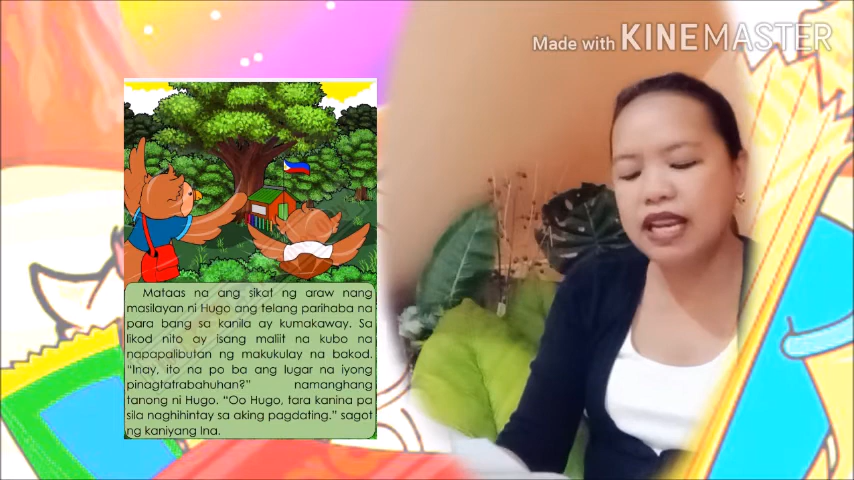 Made with KINEMASTER
Mataas na ang sikat ng araw nang
masilayan ni Hugo ang telang parihaba na
para bang sa kanila ay kumakaway. Sa
likod nito ay isang maliit na kubo na
napapalibutan ng makukulay na bakod.
“Inay, ito na po ba ang lugar na iyong
pinagtatrabahuhan?” namanghang
tanong ni Hugo. “Oo Hugo, tara kanina pa
sila naghihintay sa aking pagdating.” sagot
ng kaniyang Ina.